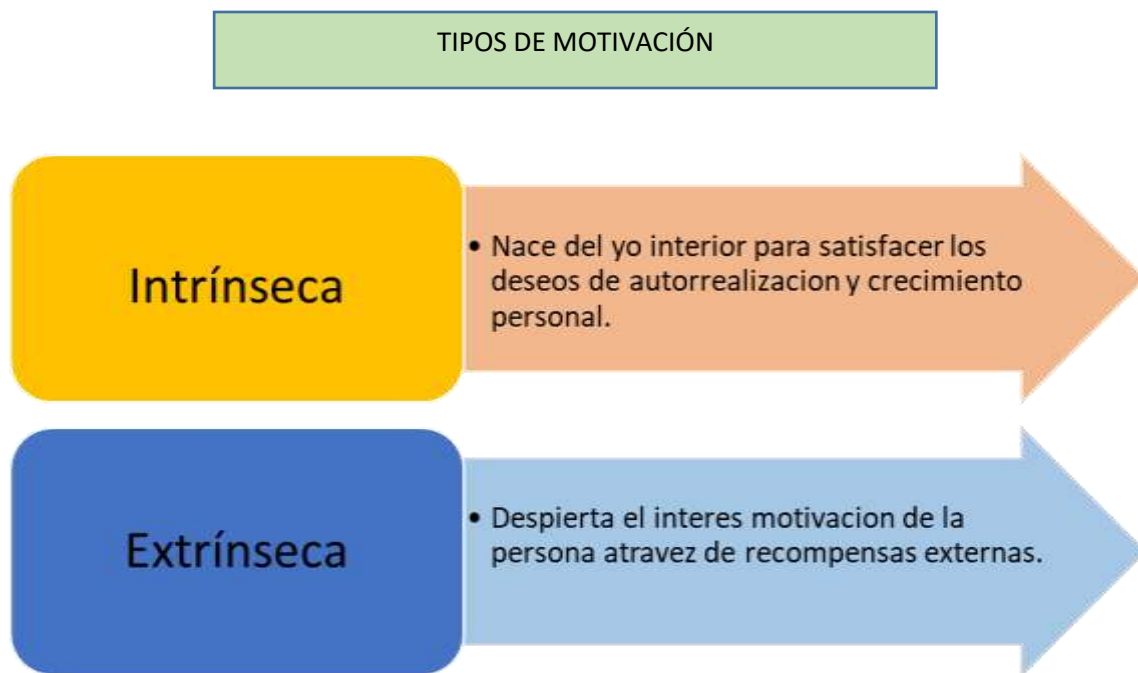 TIPOS DE MOTIVACIÓN
Intrínseca
• Nace del yo interior para satisfacer los
deseos de autorrealizacion y crecimiento
personal.
Extrínseca
• Despierta el interes motivacion de la
persona atravez de recompensas externas.